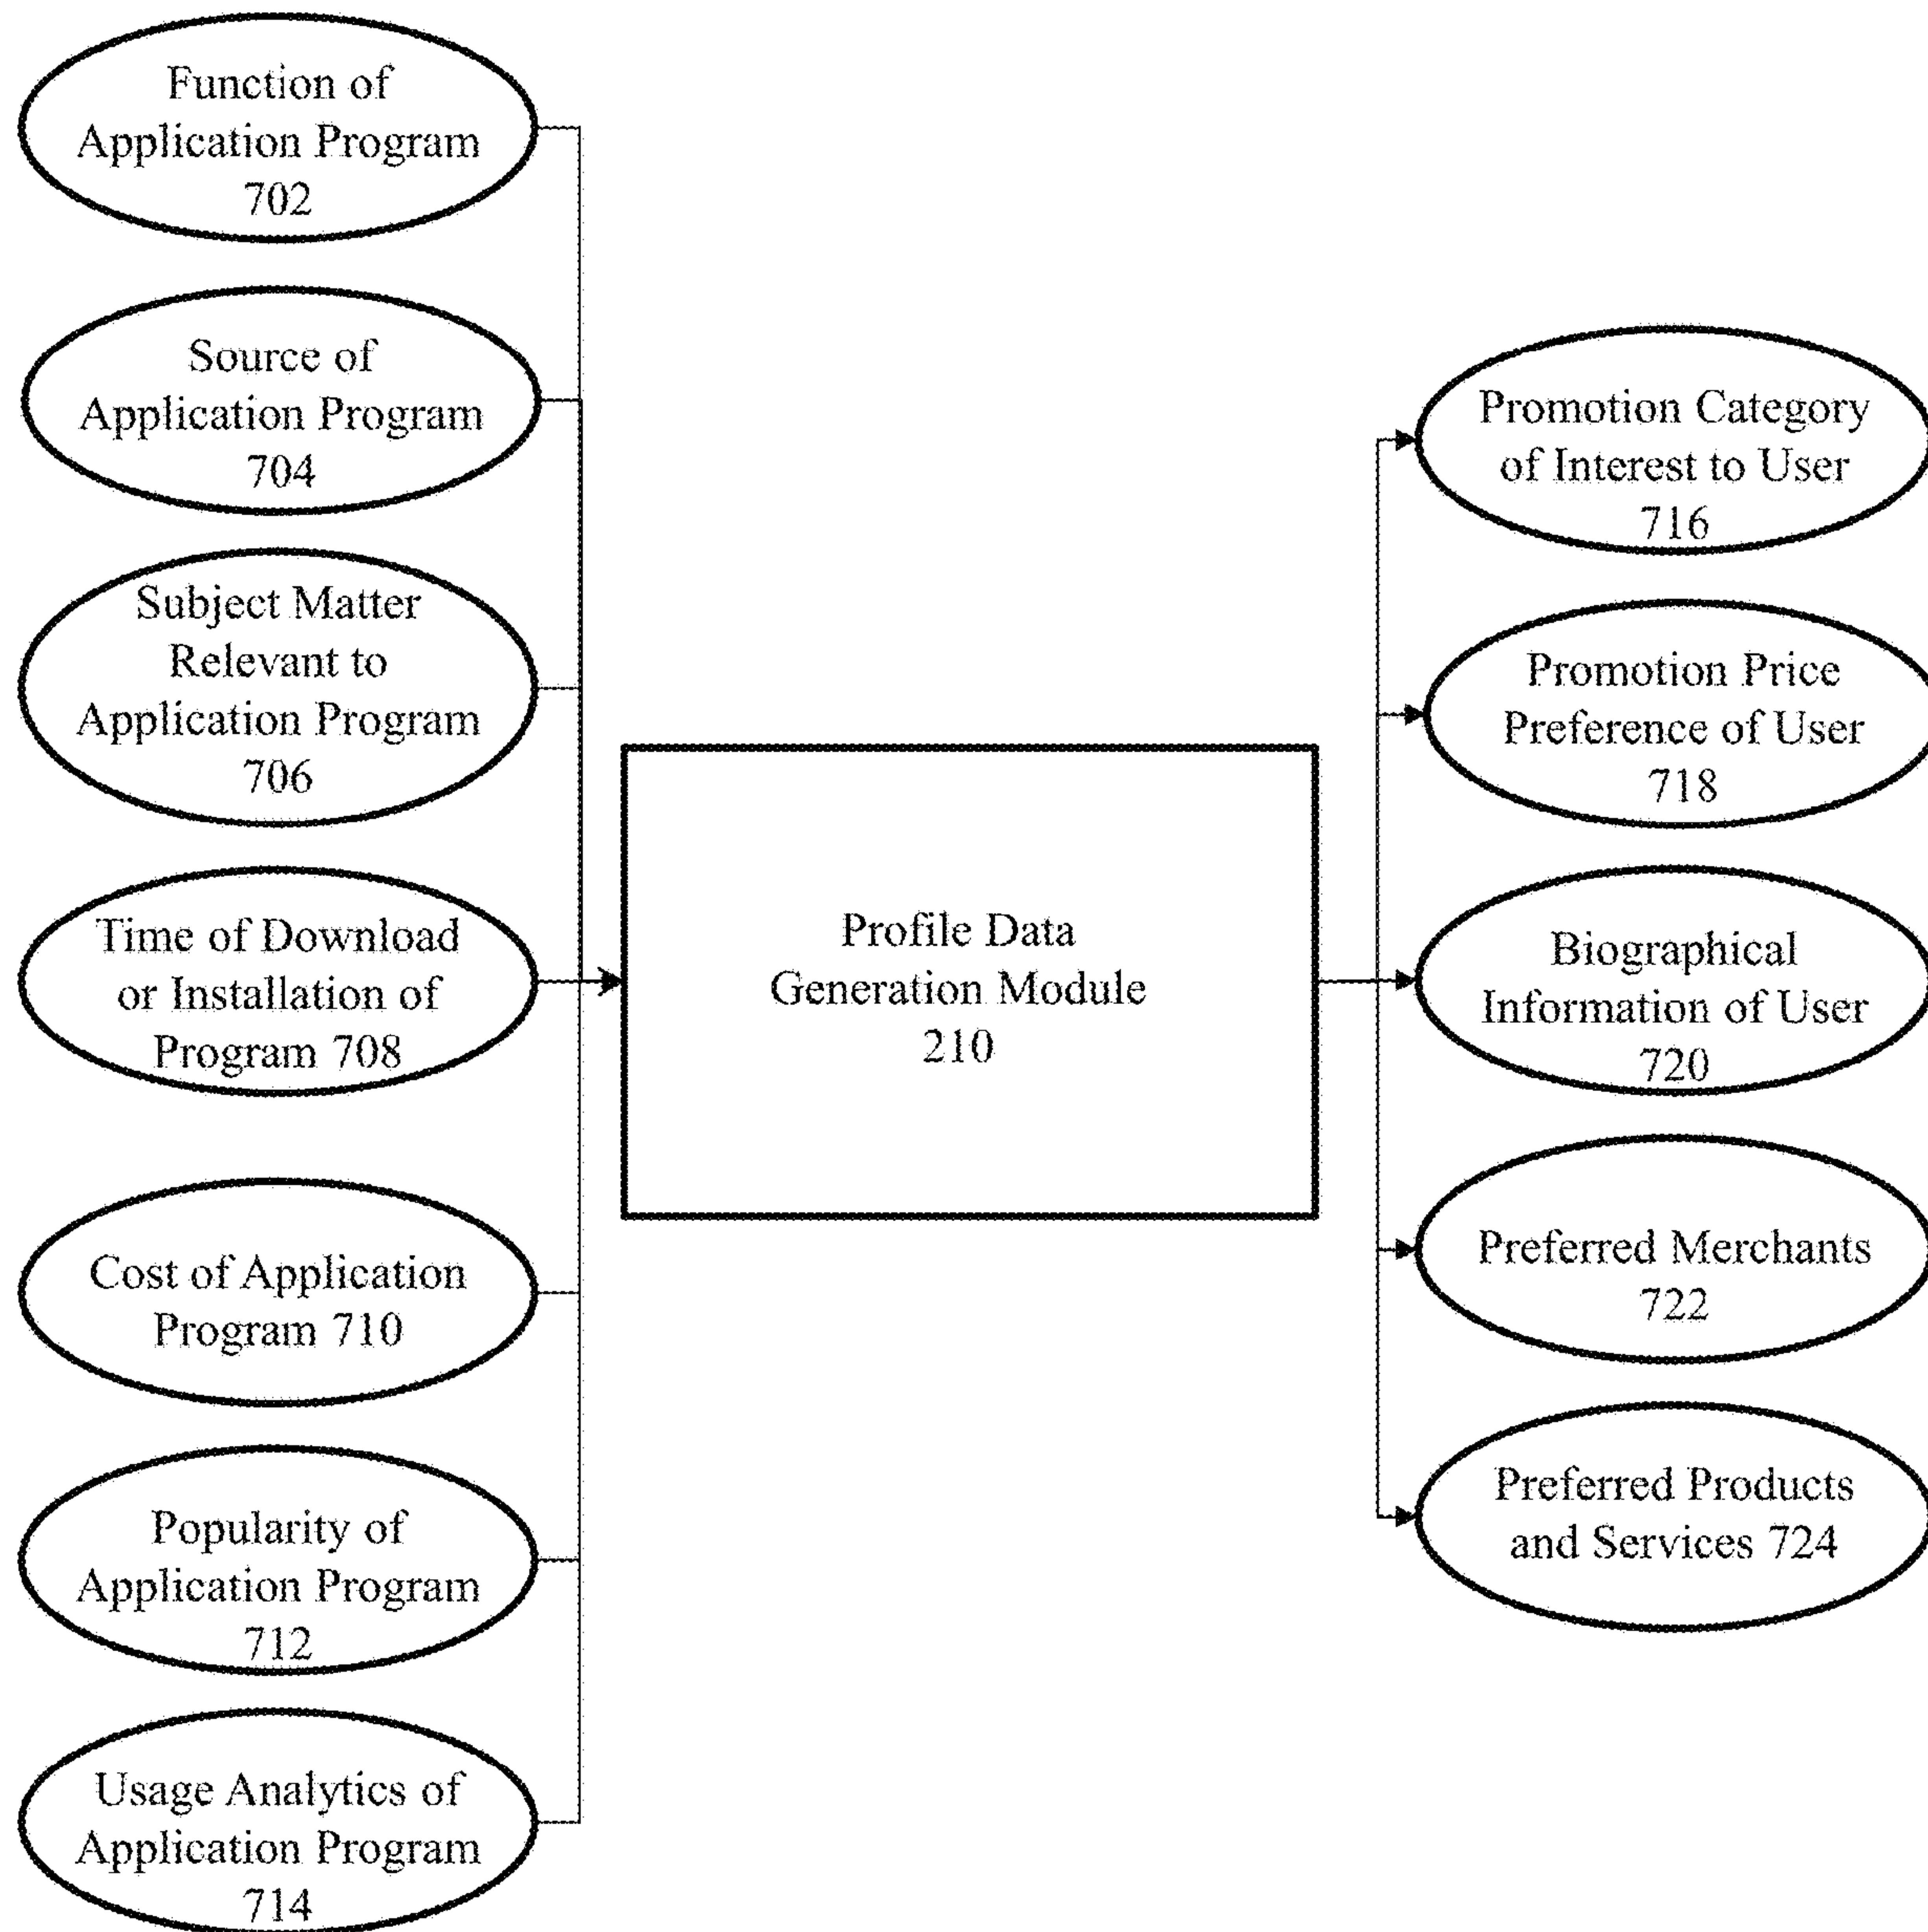 Function of
Application Program
702
Source of
Application Program
704
Subject Matter
Relevant to
Application Program
706
Time of Download
or Installation of
Program 708
Cost of Application
Program 710
Popularity of
Application Program
712
Usage Analytics of
Application Program
714
Profile Data
Generation Module
210
Promotion Category
of Interest to User
716
Promotion Price
Preference of User
718
Biographical
Information of User
720
Preferred Merchants
722
Preferred Products
and Services 724